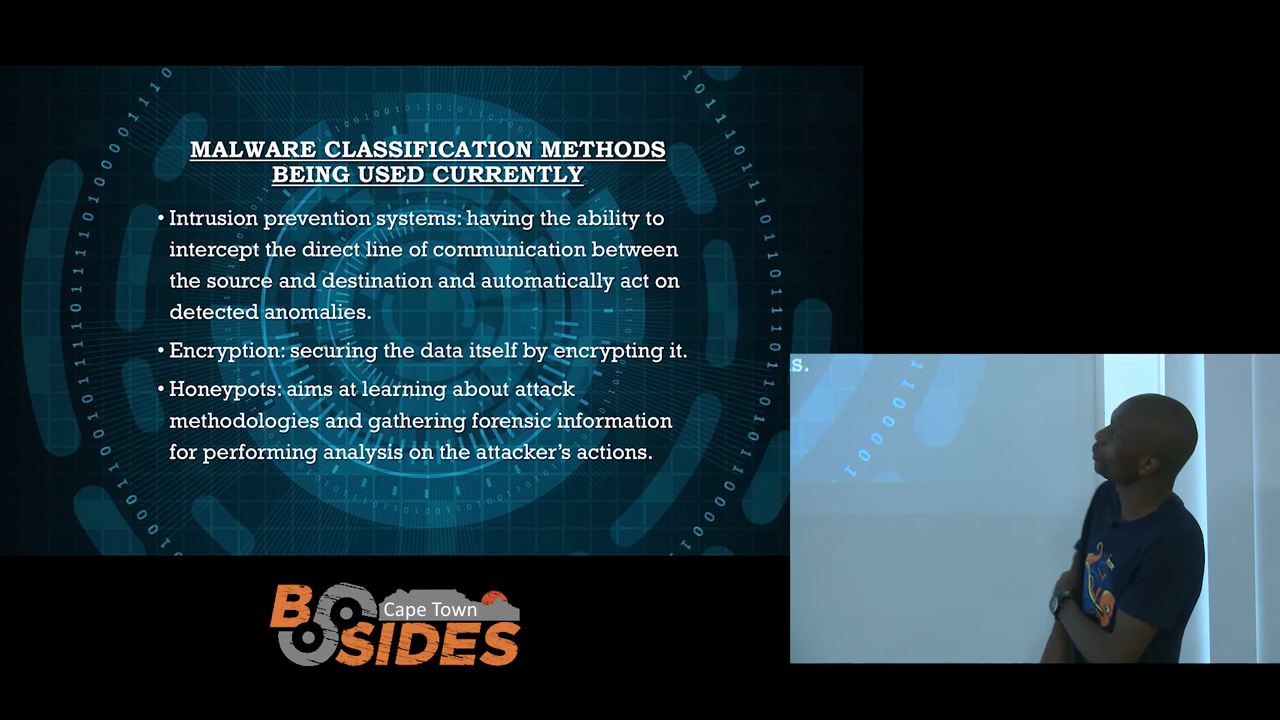 MALWARE CLASSIFICATION METHODS
BEING USED CURRENTLY
• Intrusion prevention systems: having the ability to
intercept the direct line of communication between
the source and destination and automatically act on
detected anomalies.
• Encryption: securing the data itself by encrypting it.
• Honeypots: aims at learning about attack
methodologies and gathering forensic information
for performing analysis on the attacker's actions.
s.
B SIDES
Cape Town